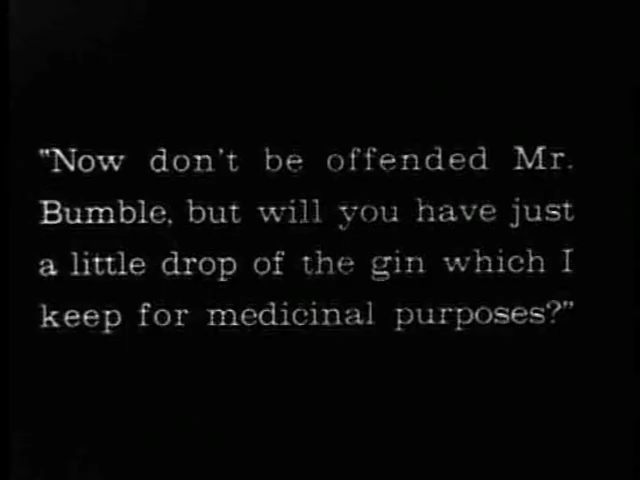 "Now don't be offended Mr.
Bumble, but will you have just
a little drop of the gin which I
keep for medicinal purposes?"